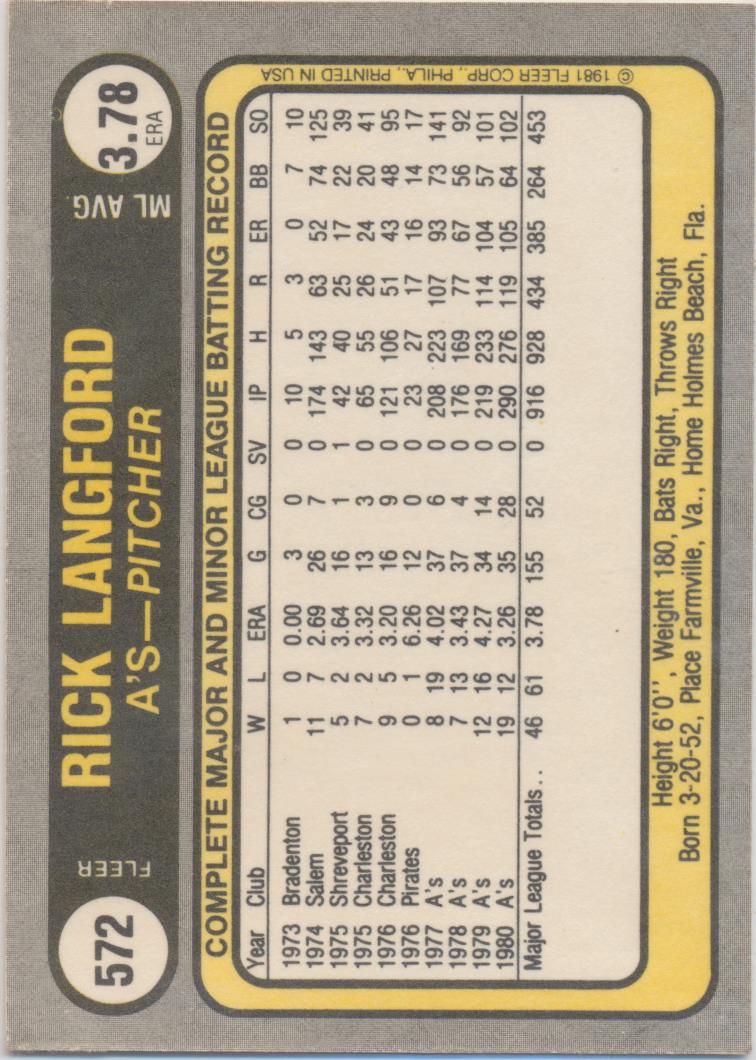 572
FLEER
RICK LANGFORD
A'S—PITCHER
ML AVG.
3.78
ERA
COMPLETE MAJOR AND MINOR LEAGUE BATTING RECORD
Year Club W L ERA G CG SV IP H R ER BB SO
1973 Bradenton 1 0 0.00 3 0 0 10 5 3 0 7 10
1974 Salem 11 7 2.69 26 7 0 174 143 63 52 74 125
1975 Shreveport 5 2 3.64 16 1 1 42 40 25 17 22 39
1975 Charleston 7 2 3.32 13 3 0 65 55 26 24 20 41
1976 Charleston 9 5 3.20 16 9 0 121 106 51 43 48 95
1976 Pirates 0 1 6.26 12 0 0 23 27 17 16 14 17
1977 A's 8 19 4.02 37 6 0 208 223 107 93 73 141
1978 A's 7 13 3.43 37 4 0 176 169 77 67 56 92
1979 A's 12 16 4.27 34 14 0 219 233 114 104 57 101
1980 A's 19 12 3.26 35 28 0 290 276 119 105 64 102
Major League Totals.. 46 61 3.78 155 52 0 916 928 434 385 264 453
Height 6'0'', Weight 180, Bats Right, Throws Right
Born 3-20-52, Place Farmville, Va., Home Holmes Beach, Fla.
© 1981 FLEER CORP., PHILA., PRINTED IN USA